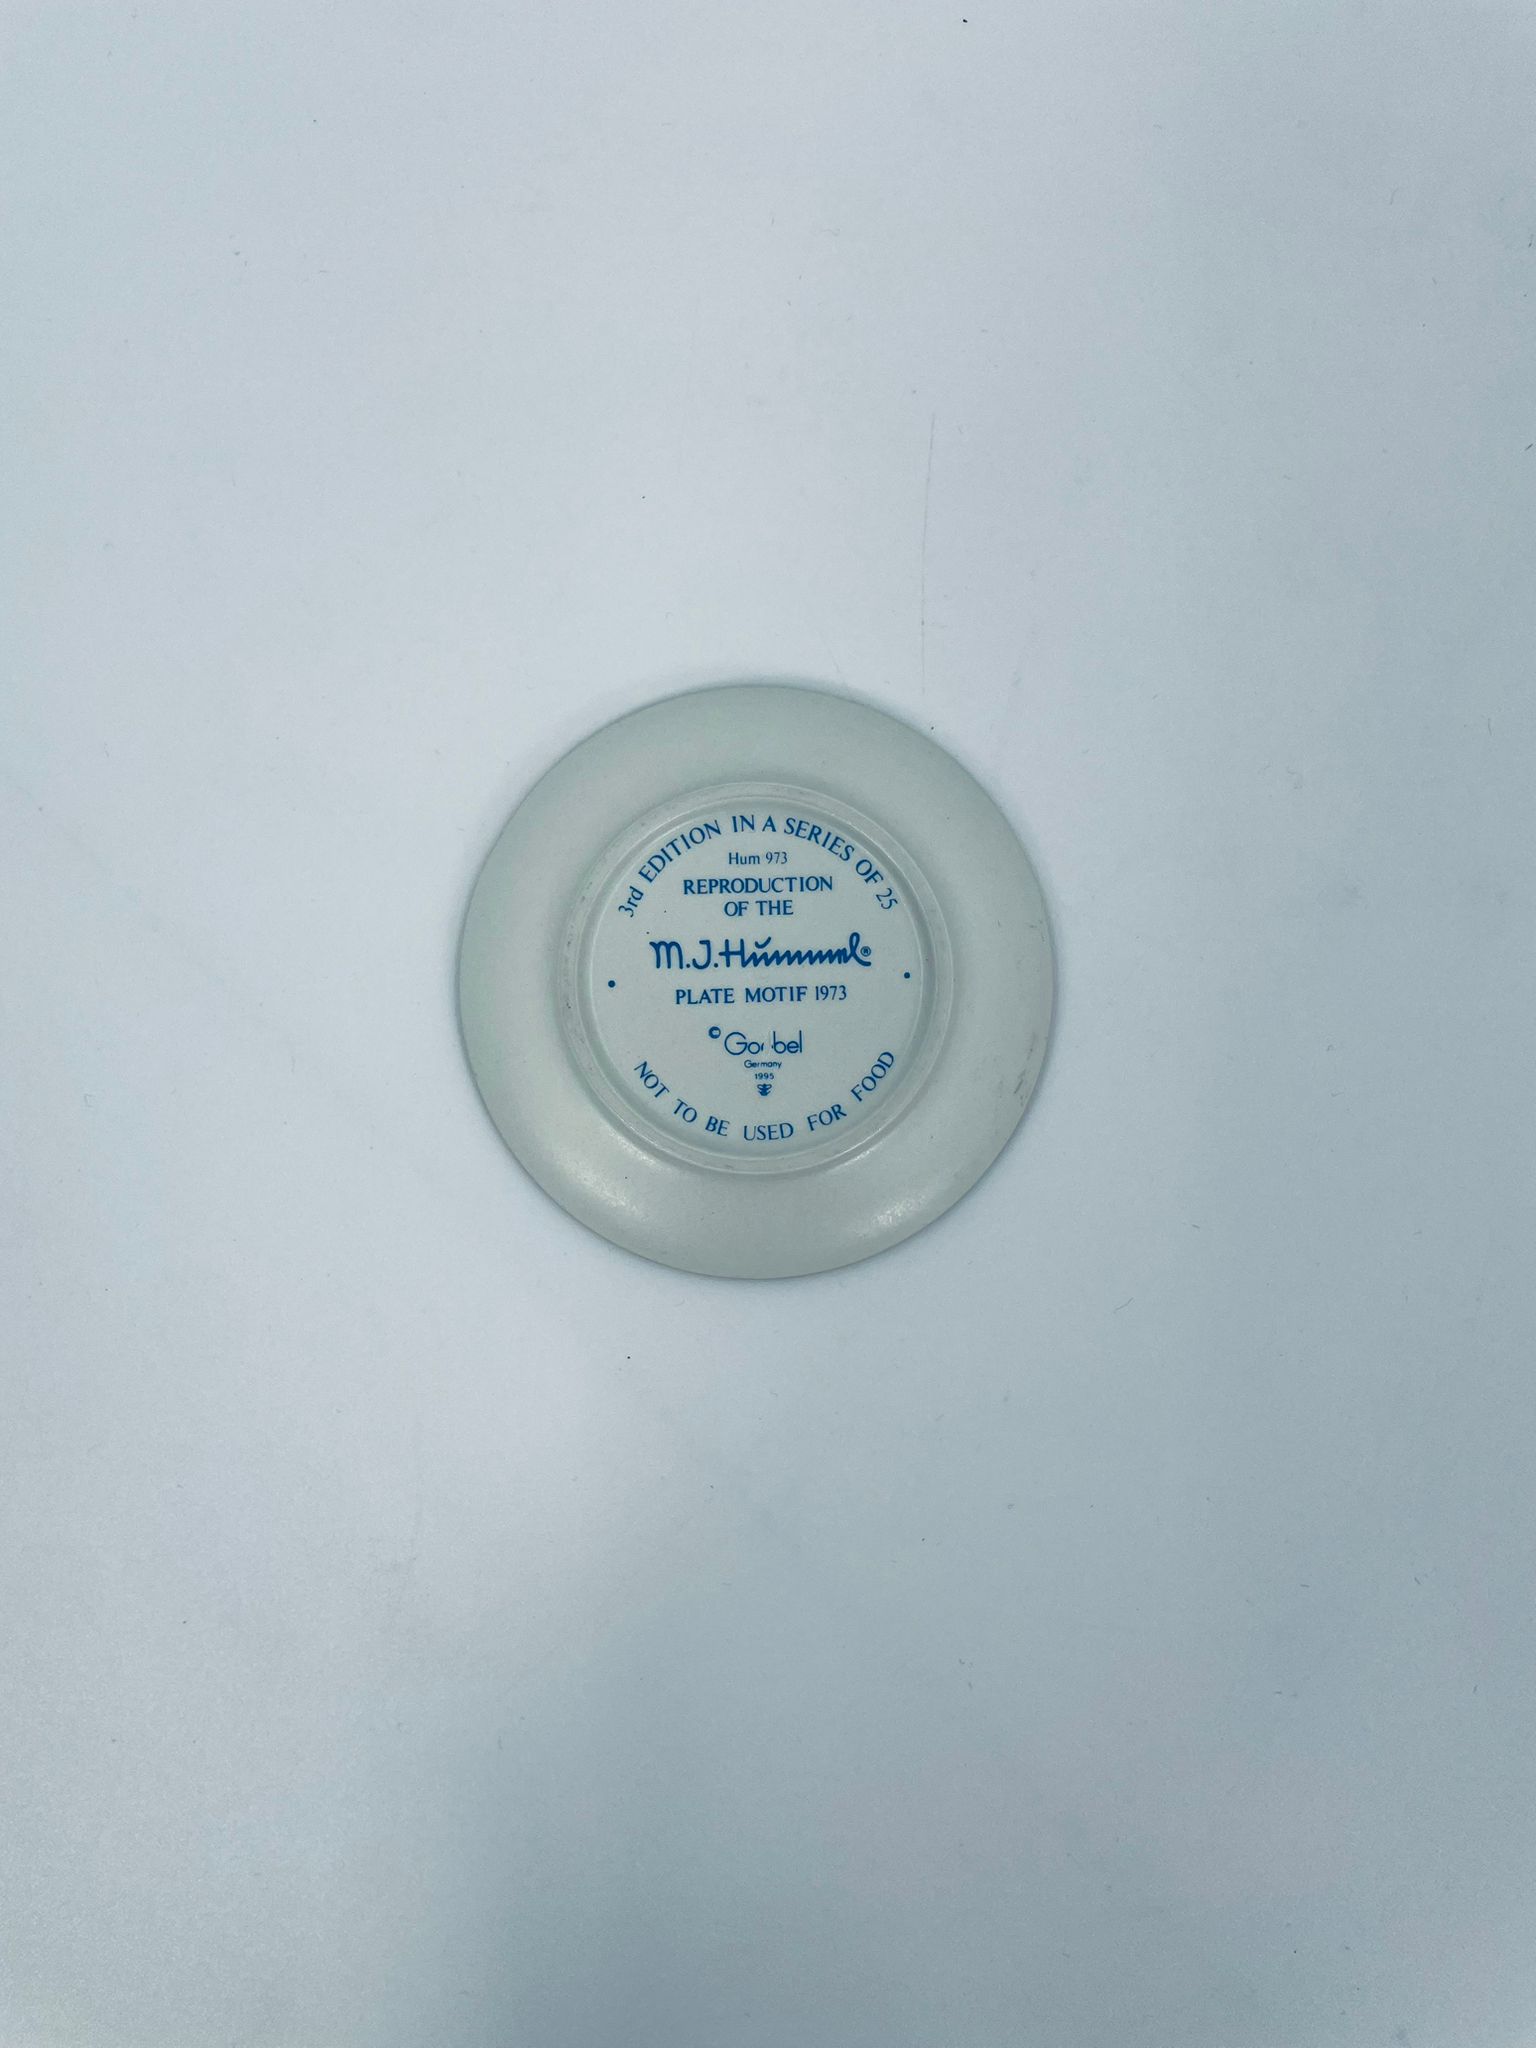 3rd EDITION IN A SERIES OF 25
Hum 973
REPRODUCTION
OF THE
M.J.Hummel®
PLATE MOTIF 1973
© Goebel
Germany
1995
NOT TO BE USED FOR FOOD